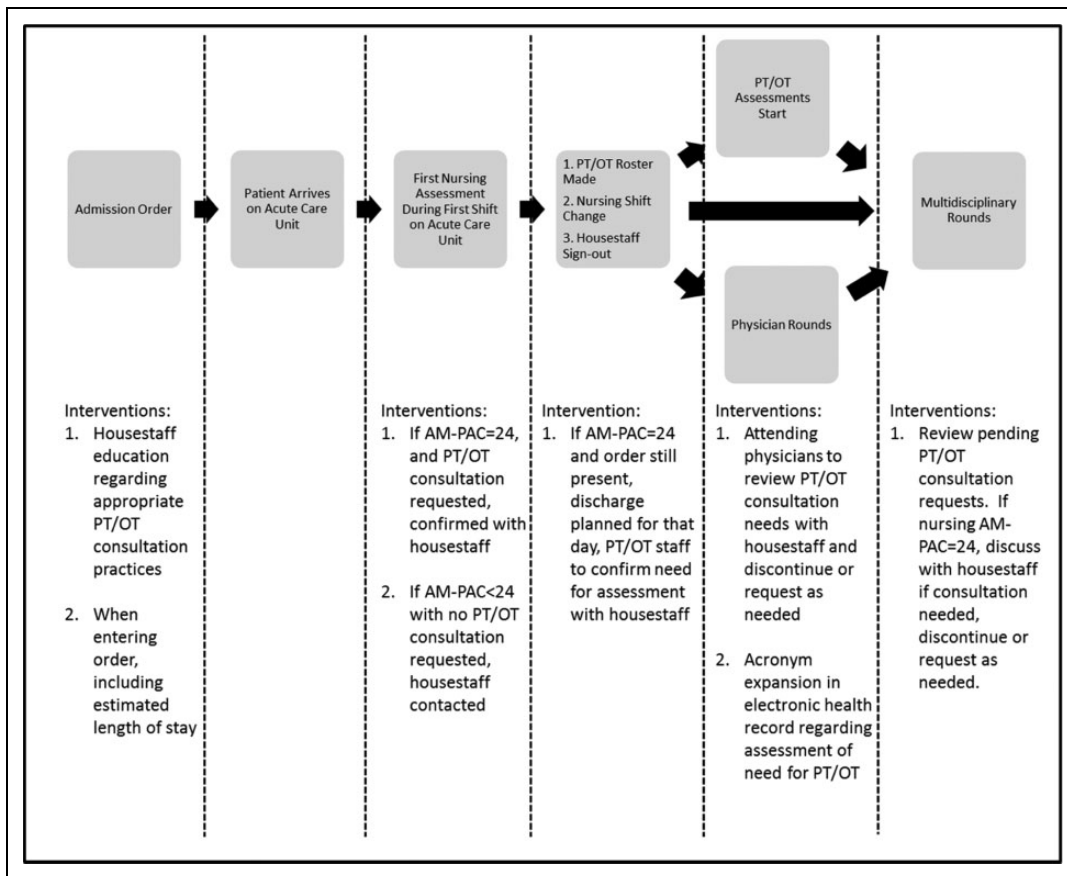 Admission Order
Patient Arrives
on Acute Care
Unit
First Nursing
Assessment
During First Shift
on Acute Care
Unit
1. PT/OT Roster
Made
2. Nursing Shift
Change
3. Housestaff
Sign-out
PT/OT
Assessments
Start
Physician Rounds
Multidisciplinary
Rounds
Interventions:
1. Housestaff
education
regarding
appropriate
PT/OT
consultation
practices
2. When
entering
order,
including
estimated
length of stay
Interventions:
1. If AM-PAC=24,
and PT/OT
consultation
requested,
confirmed with
housestaff
2. If AM-PAC<24
with no PT/OT
consultation
requested,
housestaff
contacted
Intervention:
1. If AM-PAC=24
and order still
present,
discharge
planned for that
day, PT/OT staff
to confirm need
for assessment
with housestaff
Interventions:
1. Attending
physicians to
review PT/OT
consultation
needs with
housestaff and
discontinue or
request as
needed
2. Acronym
expansion in
electronic health
record regarding
assessment of
need for PT/OT
Interventions:
1. Review pending
PT/OT
consultation
requests. If
nursing AM-
PAC=24, discuss
with housestaff
if consultation
needed,
discontinue or
request as
needed.